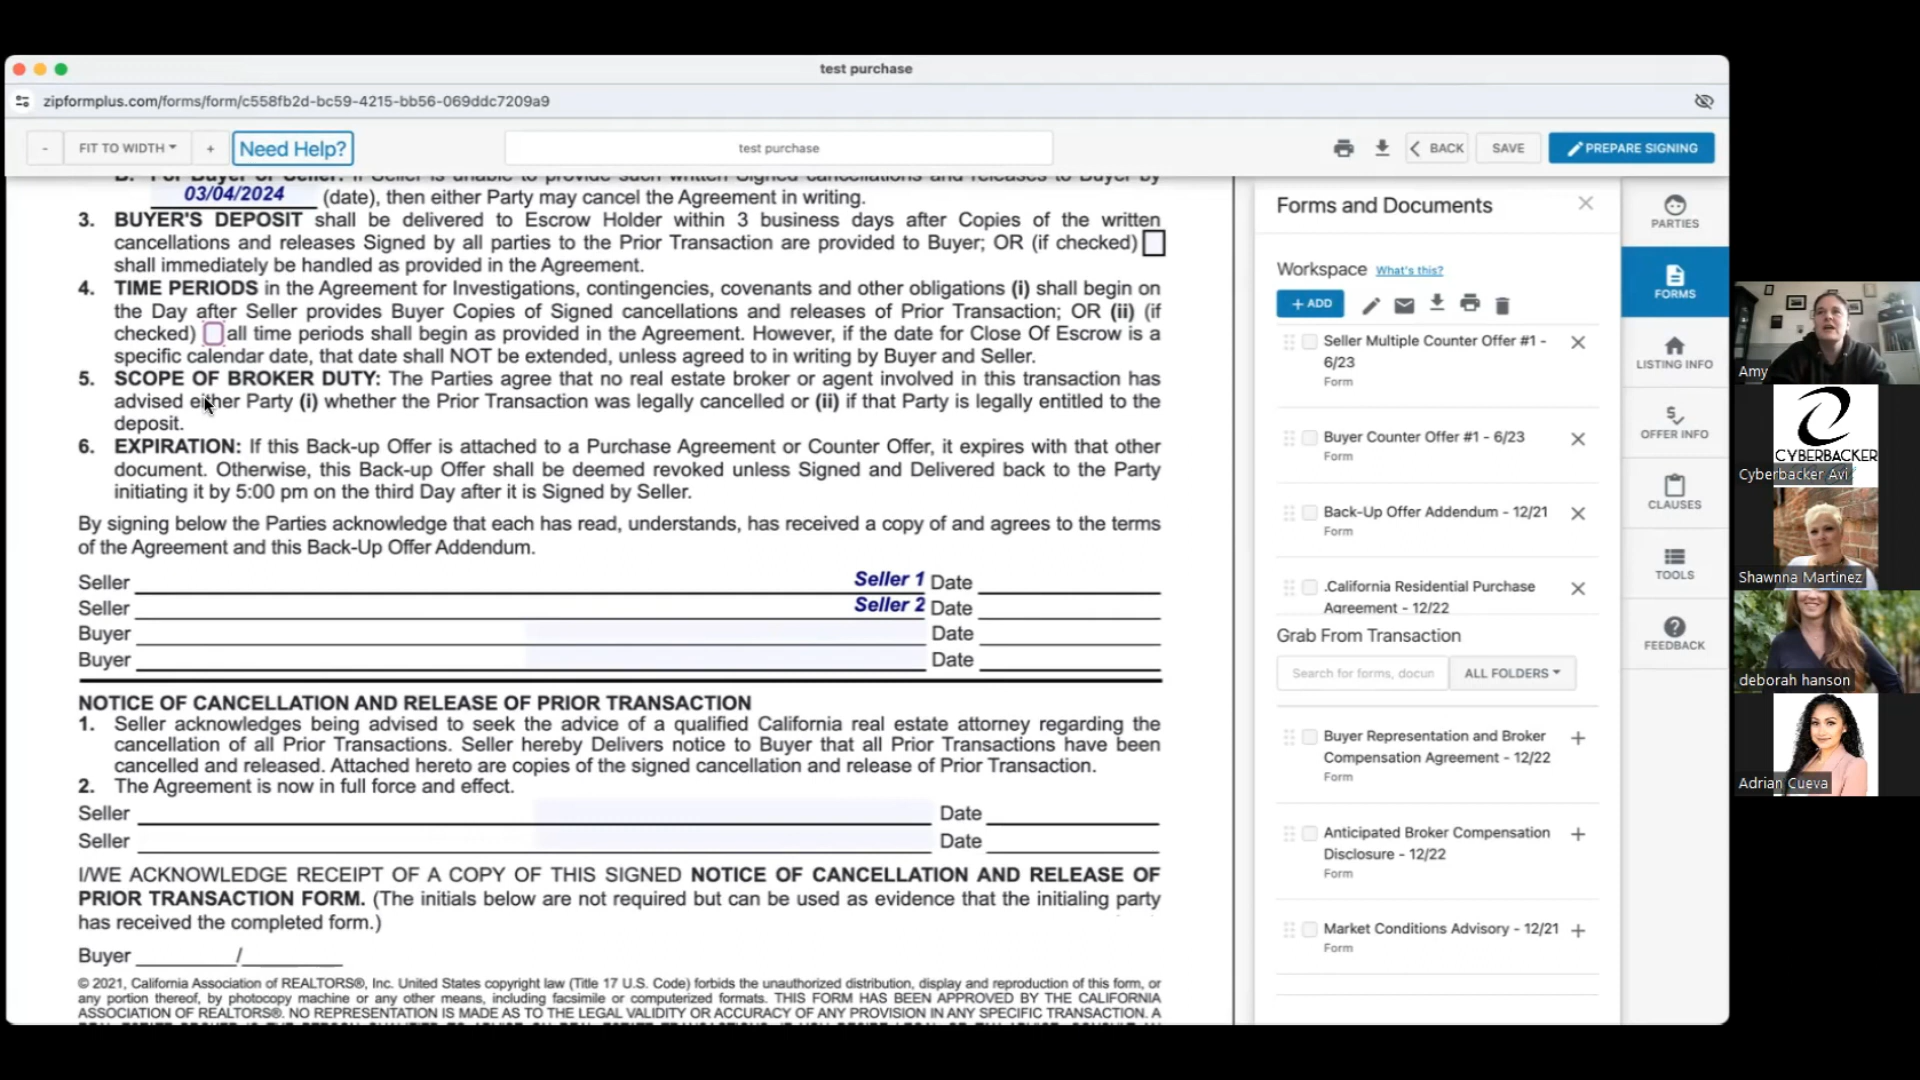 test purchase
zipformplus.com/forms/form/c558fb2d-bc59-4215-bb56-069ddc7209a9
- FIT TO WIDTH + Need Help? test purchase BACK SAVE PREPARE SIGNING
B. For Buyer or Seller: If Seller is unable to provide such written Signed cancellations and releases to Buyer by
03/04/2024 (date), then either Party may cancel the Agreement in writing.
3. BUYER'S DEPOSIT shall be delivered to Escrow Holder within 3 business days after Copies of the written
cancellations and releases Signed by all parties to the Prior Transaction are provided to Buyer; OR (if checked)
shall immediately be handled as provided in the Agreement.
4. TIME PERIODS in the Agreement for Investigations, contingencies, covenants and other obligations (i) shall begin on
the Day after Seller provides Buyer Copies of Signed cancellations and releases of Prior Transaction; OR (ii) (if
checked) all time periods shall begin as provided in the Agreement. However, if the date for Close Of Escrow is a
specific calendar date, that date shall NOT be extended, unless agreed to in writing by Buyer and Seller.
5. SCOPE OF BROKER DUTY: The Parties agree that no real estate broker or agent involved in this transaction has
advised either Party (i) whether the Prior Transaction was legally cancelled or (ii) if that Party is legally entitled to the
deposit.
6. EXPIRATION: If this Back-up Offer is attached to a Purchase Agreement or Counter Offer, it expires with that other
document. Otherwise, this Back-up Offer shall be deemed revoked unless Signed and Delivered back to the Party
initiating it by 5:00 pm on the third Day after it is Signed by Seller.
By signing below the Parties acknowledge that each has read, understands, has received a copy of and agrees to the terms
of the Agreement and this Back-Up Offer Addendum.
Seller Seller 1 Date
Seller Seller 2 Date
Buyer Date
Buyer Date
NOTICE OF CANCELLATION AND RELEASE OF PRIOR TRANSACTION
1. Seller acknowledges being advised to seek the advice of a qualified California real estate attorney regarding the
cancellation of all Prior Transactions. Seller hereby Delivers notice to Buyer that all Prior Transactions have been
cancelled and released. Attached hereto are copies of the signed cancellation and release of Prior Transaction.
2. The Agreement is now in full force and effect.
Seller Date
Seller Date
I/WE ACKNOWLEDGE RECEIPT OF A COPY OF THIS SIGNED NOTICE OF CANCELLATION AND RELEASE OF
PRIOR TRANSACTION FORM. (The initials below are not required but can be used as evidence that the initialing party
has received the completed form.)
Buyer /
© 2021, California Association of REALTORS®, Inc. United States copyright law (Title 17 U.S. Code) forbids the unauthorized distribution, display and reproduction of this form, or
any portion thereof, by photocopy machine or any other means, including facsimile or computerized formats. THIS FORM HAS BEEN APPROVED BY THE CALIFORNIA
ASSOCIATION OF REALTORS®. NO REPRESENTATION IS MADE AS TO THE LEGAL VALIDITY OR ACCURACY OF ANY PROVISION IN ANY SPECIFIC TRANSACTION. A
Forms and Documents
Workspace What's this?
+ ADD
Seller Multiple Counter Offer #1 -
6/23
Form
Buyer Counter Offer #1 - 6/23
Form
Back-Up Offer Addendum - 12/21
Form
.California Residential Purchase
Agreement - 12/22
Grab From Transaction
Search for forms, docun ALL FOLDERS
Buyer Representation and Broker
Compensation Agreement - 12/22
Form
Anticipated Broker Compensation
Disclosure - 12/22
Form
Market Conditions Advisory - 12/21
Form
PARTIES
FORMS
LISTING INFO
OFFER INFO
CLAUSES
TOOLS
FEEDBACK
Amy
CYBERBACKER
Cyberbacker Avi
Shawnna Martinez
deborah hanson
Adrian Cueva